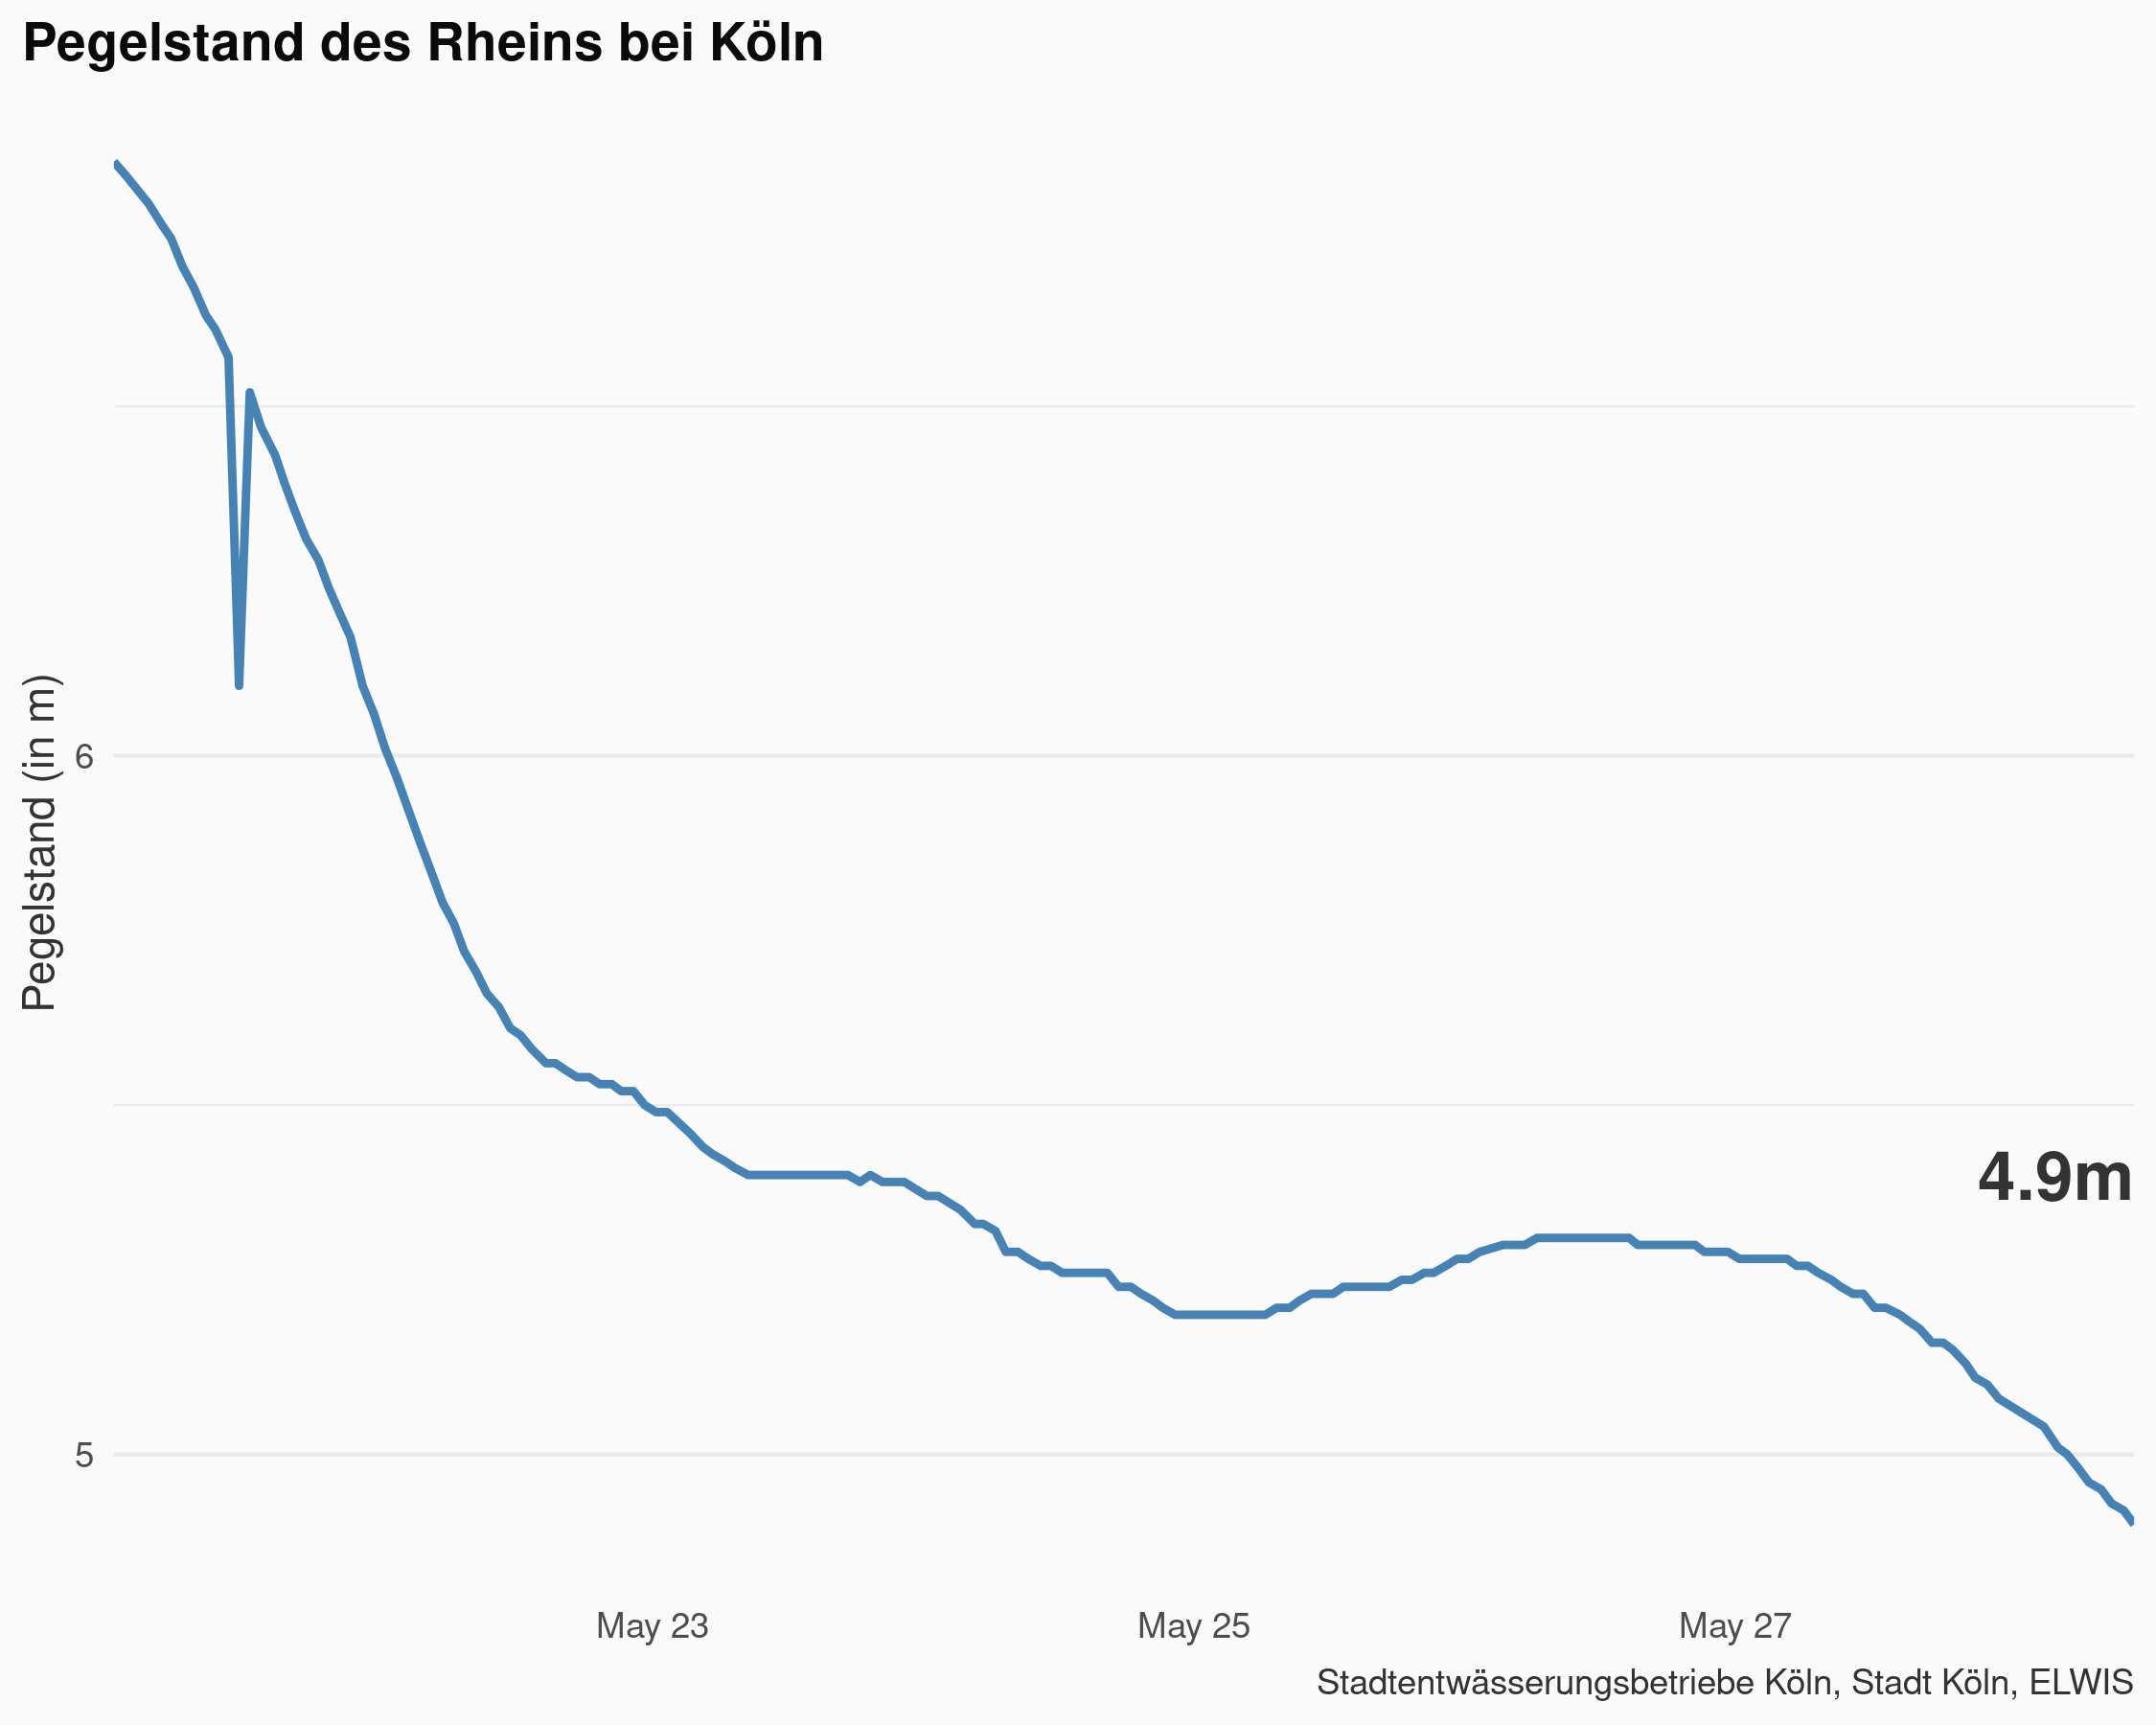 Pegelstand des Rheins bei Köln
Pegelstand (in m)
6
5
4.9m
May 23
May 25
May 27
Stadtentwässerungsbetriebe Köln, Stadt Köln, ELWIS